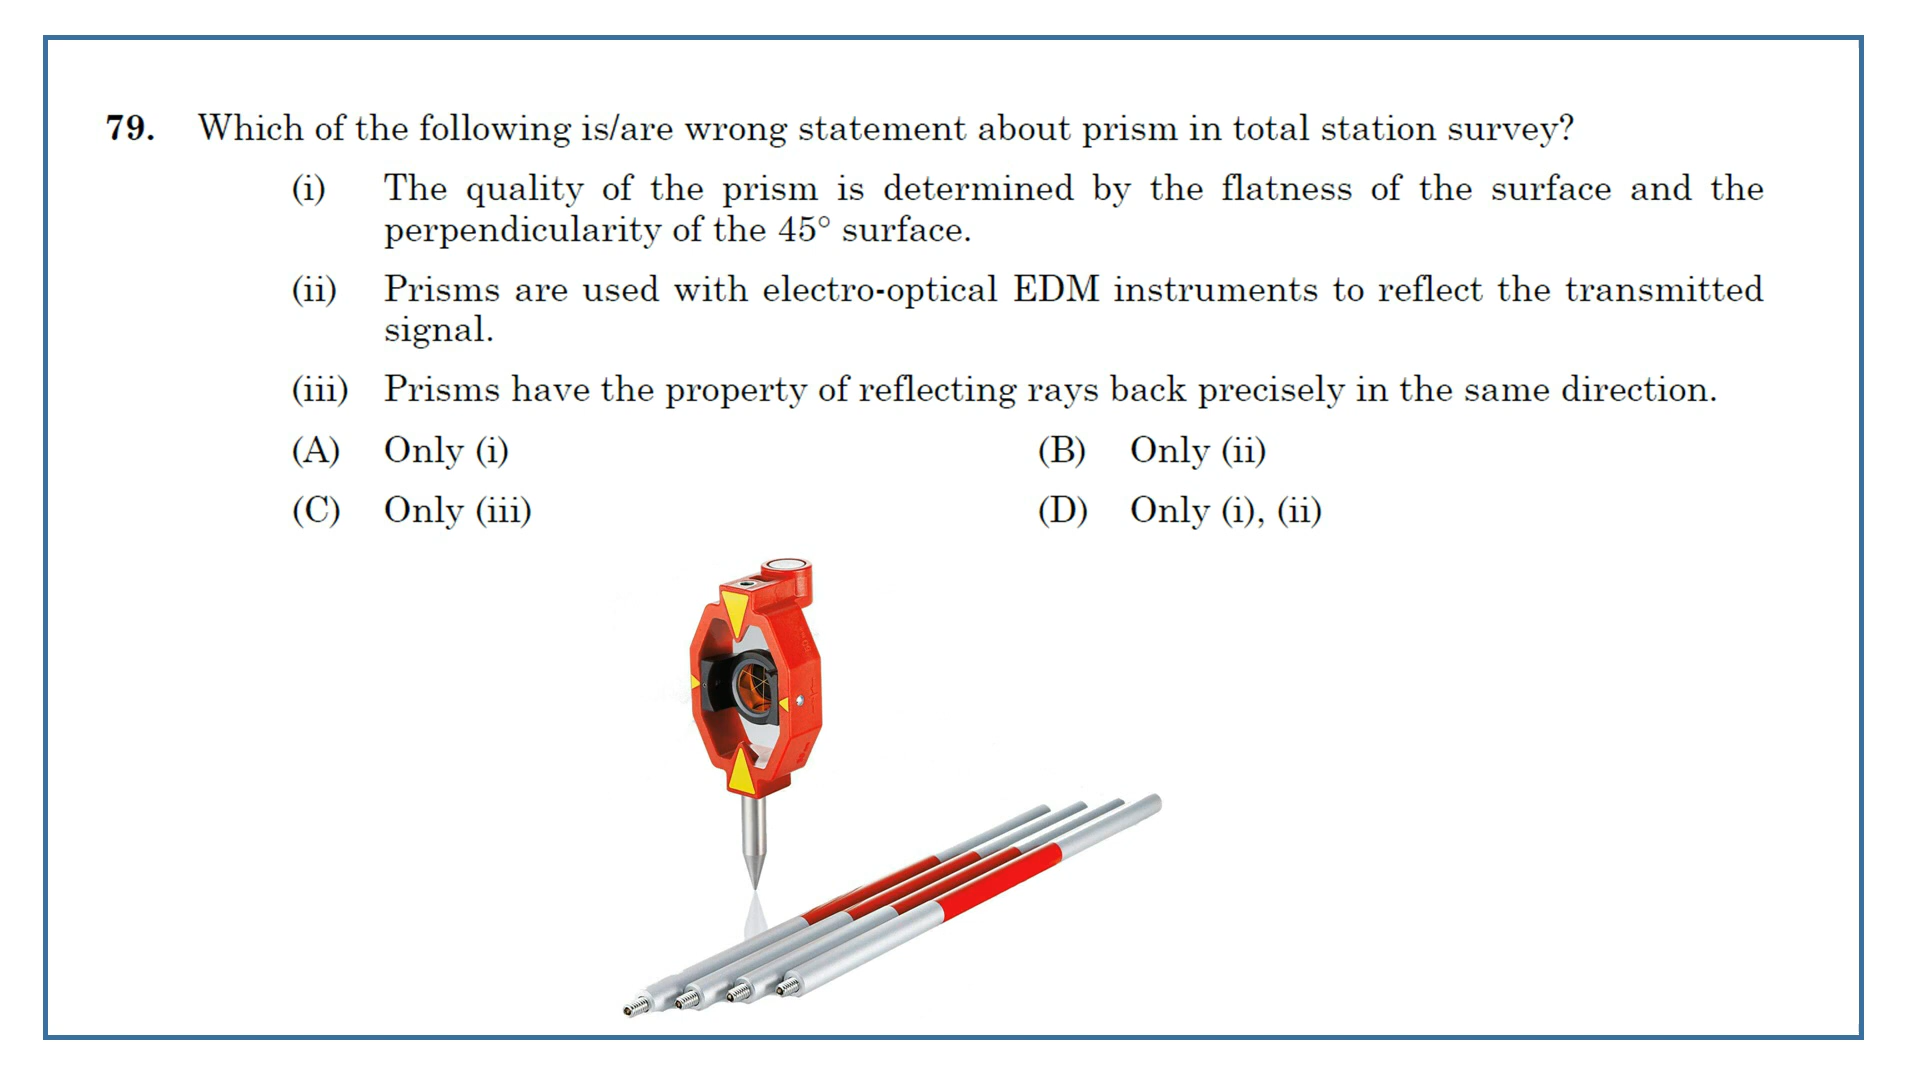 79. Which of the following is/are wrong statement about prism in total station survey?
(i) The quality of the prism is determined by the flatness of the surface and the
perpendicularity of the 45° surface.
(ii) Prisms are used with electro-optical EDM instruments to reflect the transmitted
signal.
(iii) Prisms have the property of reflecting rays back precisely in the same direction.
(A) Only (i) (B) Only (ii)
(C) Only (iii) (D) Only (i), (ii)